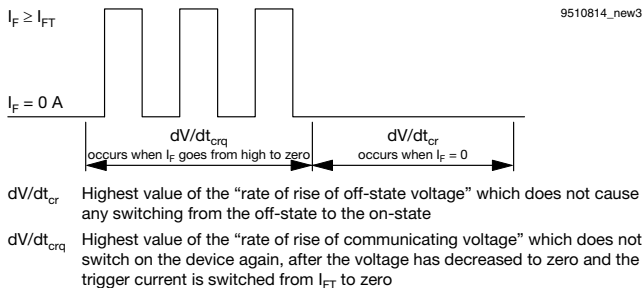 I_F ≥ I_FT
9510814_new3
I_F = 0 A
dV/dt_crq
occurs when I_F goes from high to zero
dV/dt_cr
occurs when I_F = 0
dV/dt_cr Highest value of the “rate of rise of off-state voltage” which does not cause
any switching from the off-state to the on-state
dV/dt_crq Highest value of the “rate of rise of communicating voltage” which does not
switch on the device again, after the voltage has decreased to zero and the
trigger current is switched from I_FT to zero